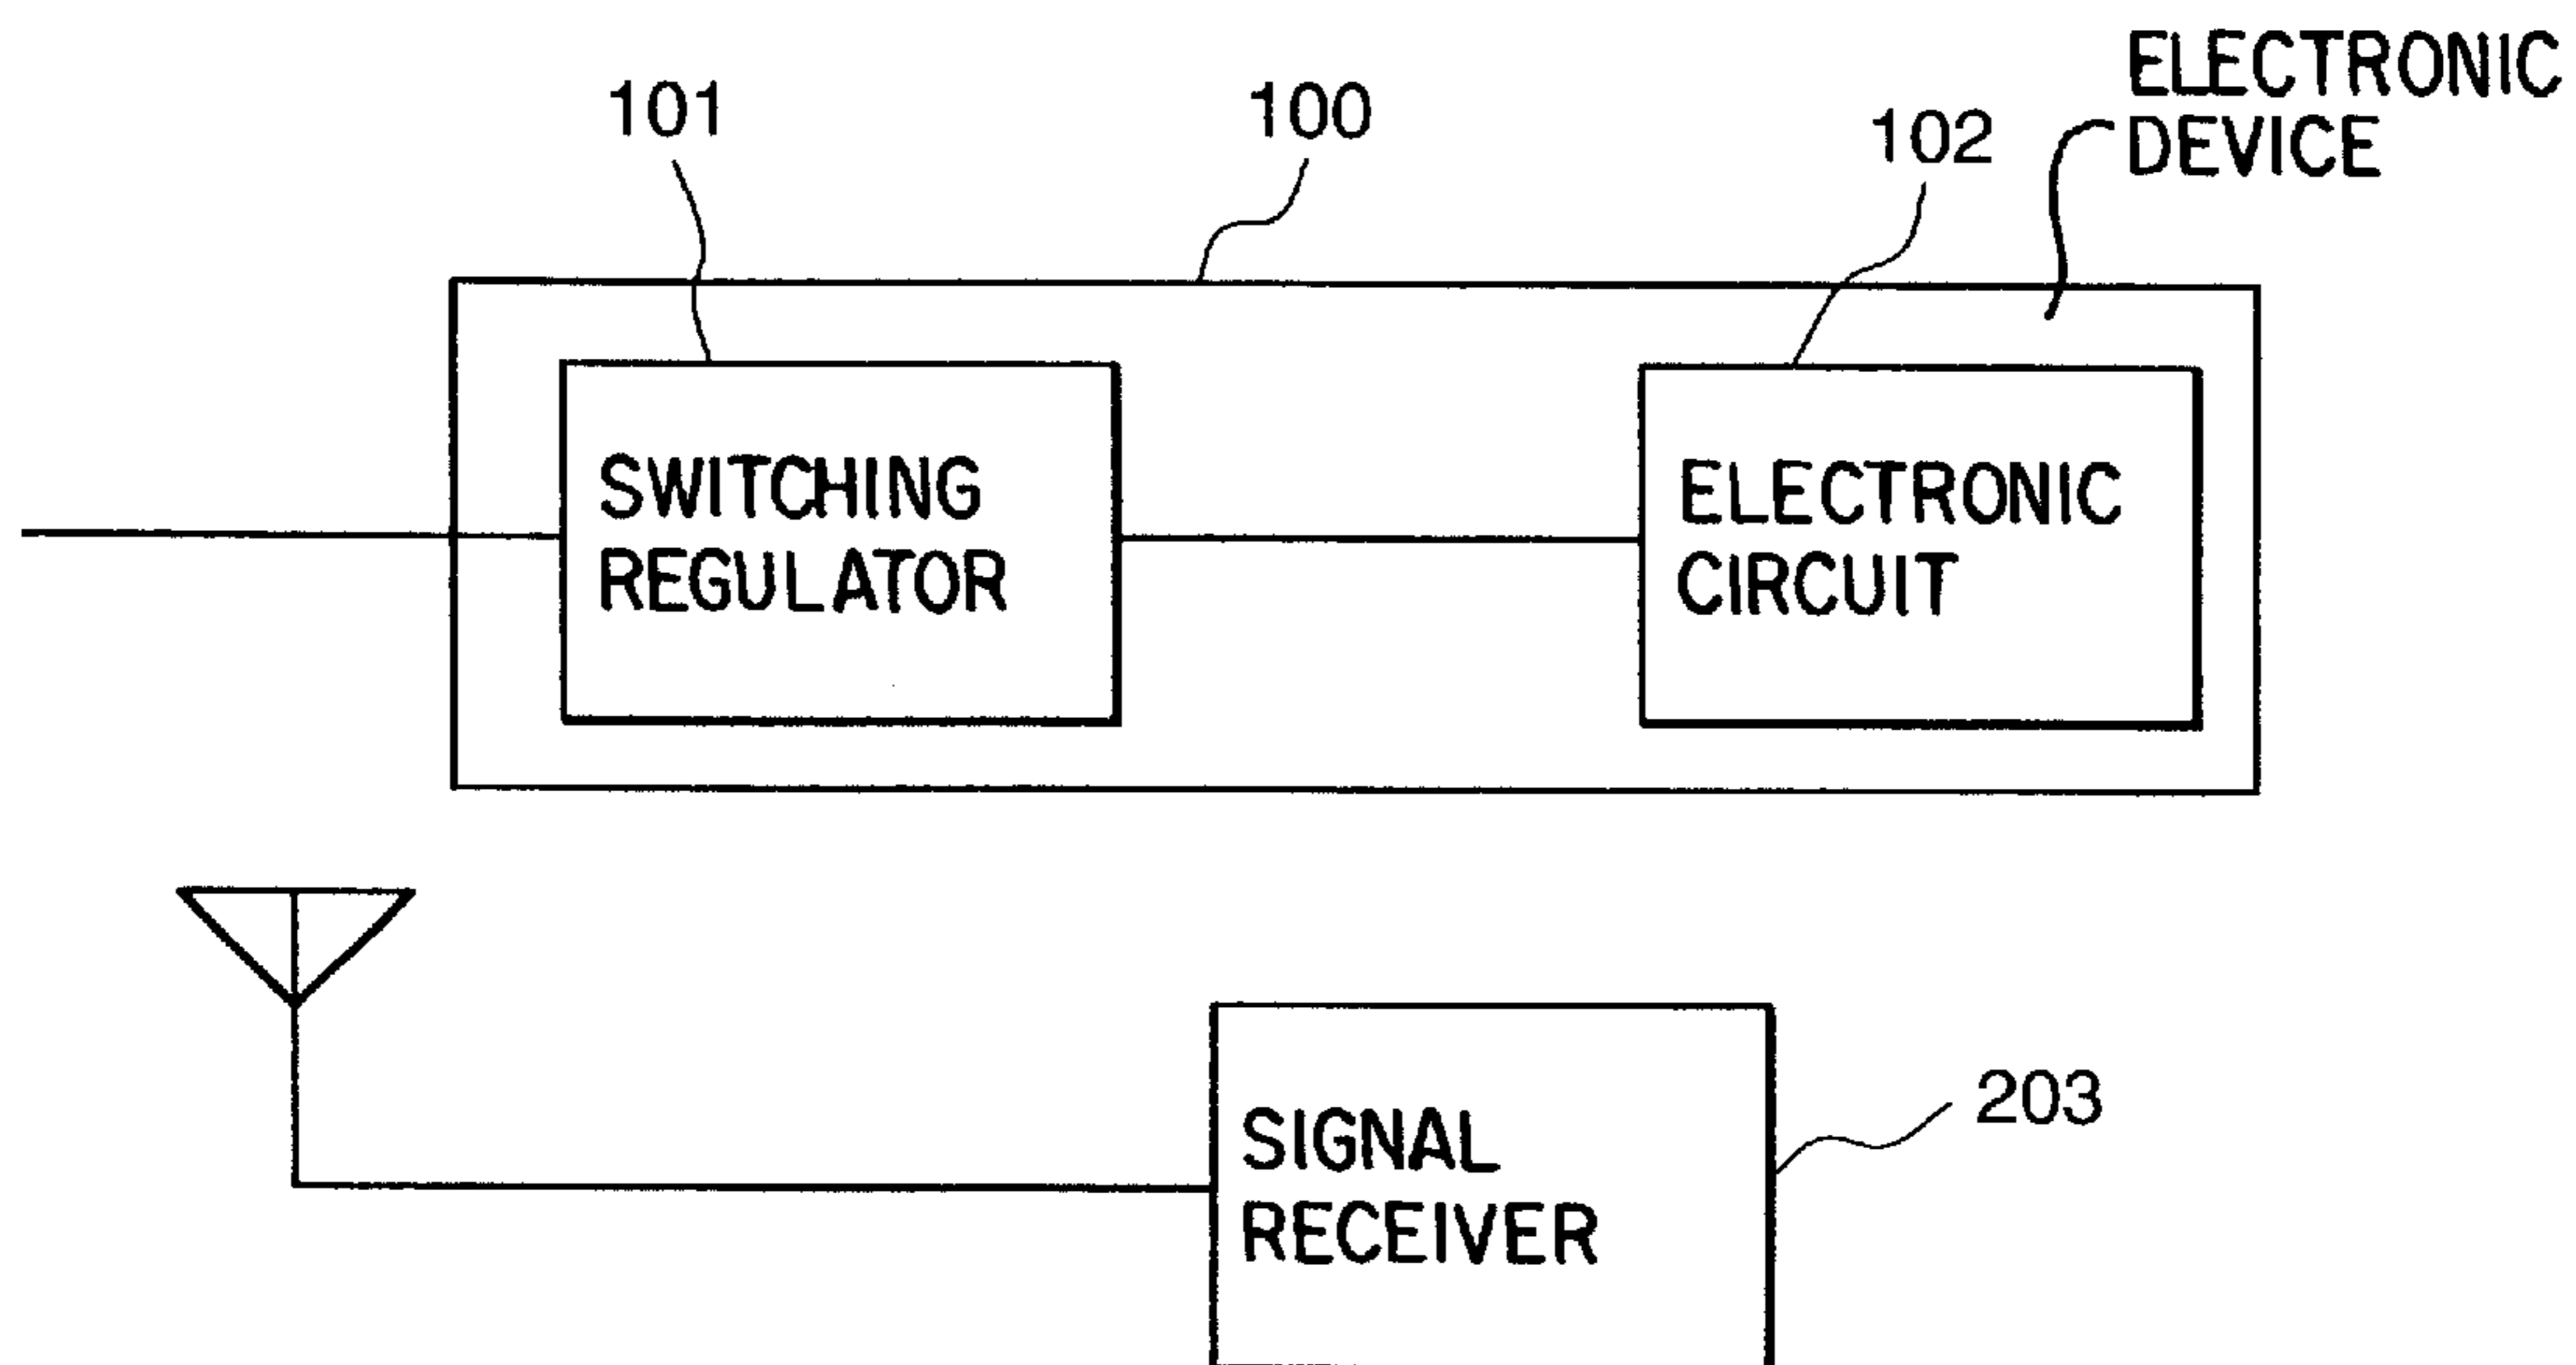 101
100
102
ELECTRONIC
DEVICE
SWITCHING
REGULATOR
ELECTRONIC
CIRCUIT
SIGNAL
RECEIVER
203